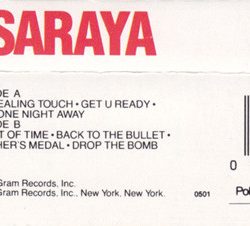 SARAYA
DE A
EALING TOUCH • GET U READY •
ONE NIGHT AWAY
DE B
T OF TIME • BACK TO THE BULLET •
HER'S MEDAL • DROP THE BOMB
Gram Records, Inc.
Gram Records, Inc., New York, New York.
0501
0
Pol